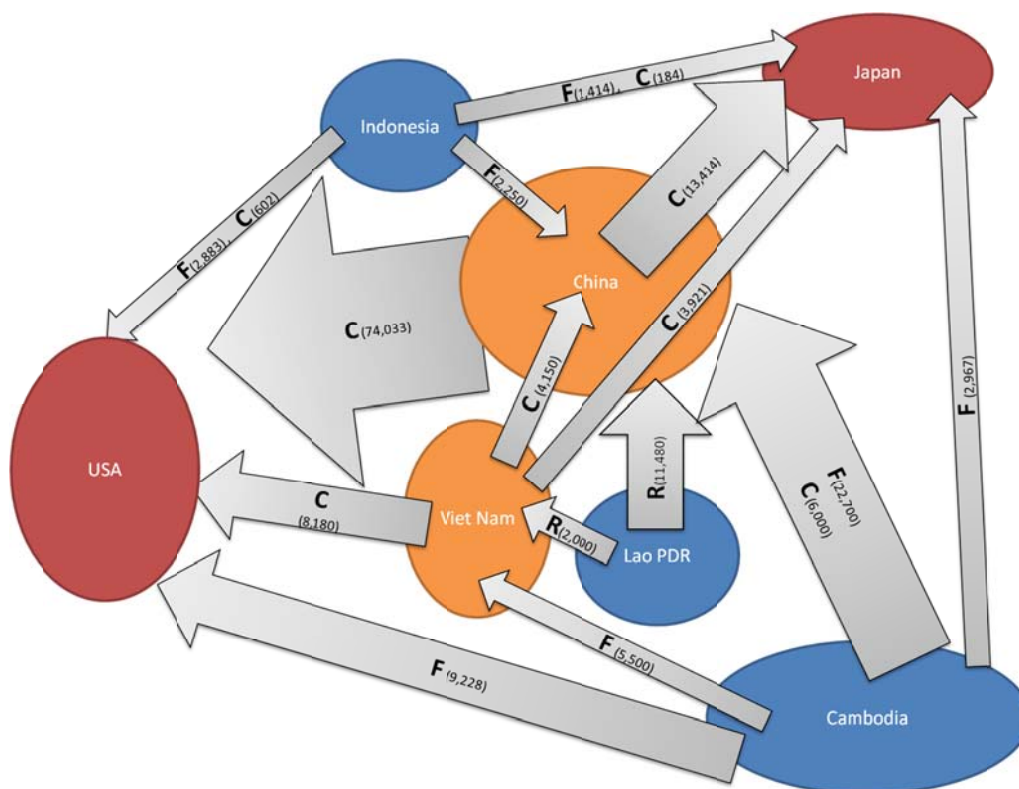 Japan
F(1,414), C(184)
Indonesia
F(2,250)
C(13,414)
F(2,883), C(602)
China
C(3,921)
C(74,033)
C(4,150)
F(2,967)
USA
C
(8,180)
Viet Nam
R(11,480)
R(2,000)
Lao PDR
F(22,700)
C(6,000)
F(5,500)
F(9,228)
Cambodia